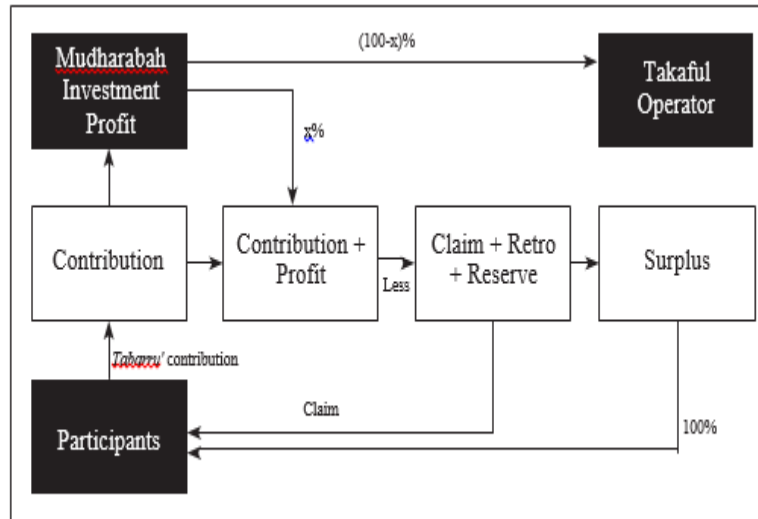 (100-x)%
Mudharabah
Investment
Profit
Takaful
Operator
x%
Contribution
Contribution +
Profit
Less
Claim + Retro
+ Reserve
Surplus
Tabarru' contribution
Claim
100%
Participants